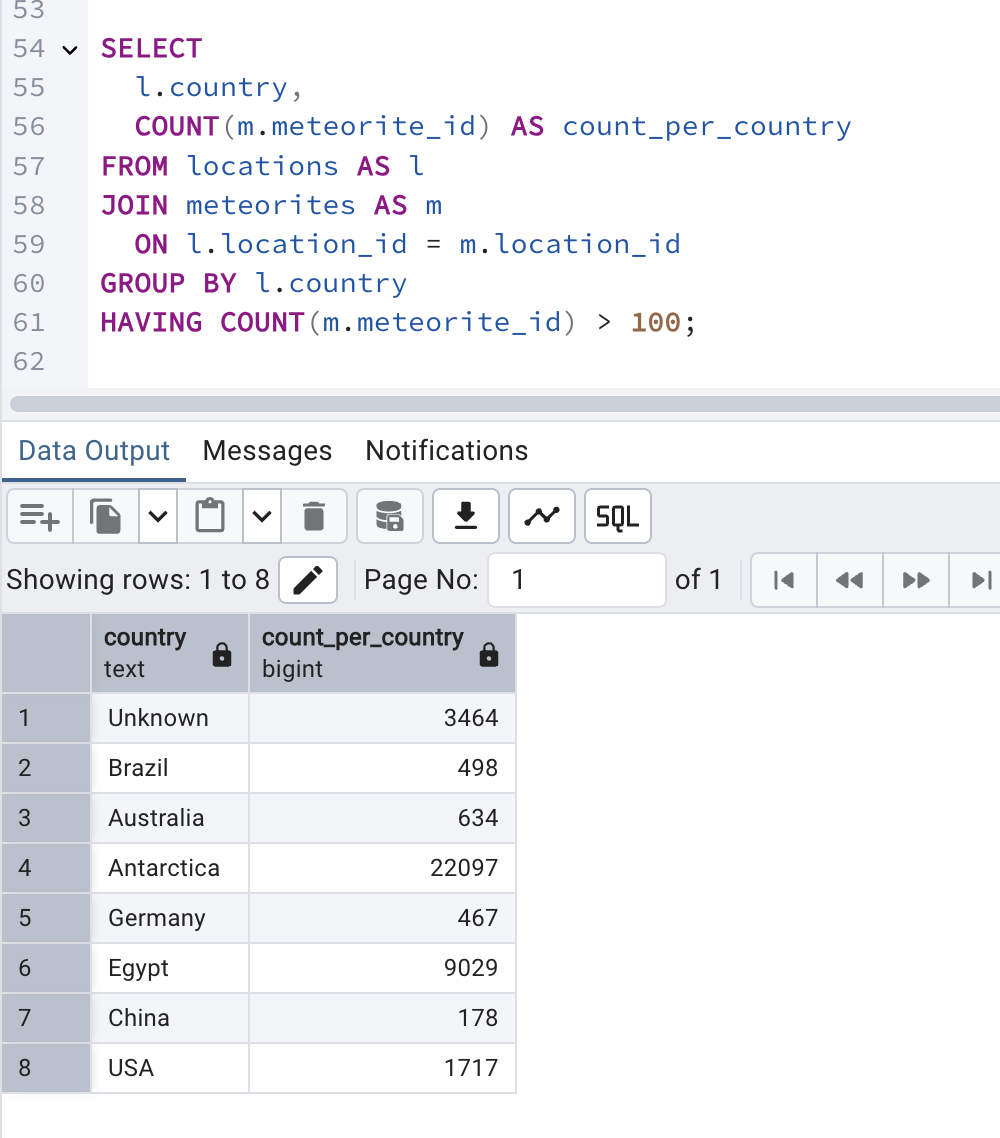 53
54 SELECT
55 l.country,
56 COUNT(m.meteorite_id) AS count_per_country
57 FROM locations AS l
58 JOIN meteorites AS m
59 ON l.location_id = m.location_id
60 GROUP BY l.country
61 HAVING COUNT(m.meteorite_id) > 100;
62
Data Output Messages Notifications
SQL
Showing rows: 1 to 8 Page No: 1 of 1
country count_per_country
text bigint
1 Unknown 3464
2 Brazil 498
3 Australia 634
4 Antarctica 22097
5 Germany 467
6 Egypt 9029
7 China 178
8 USA 1717